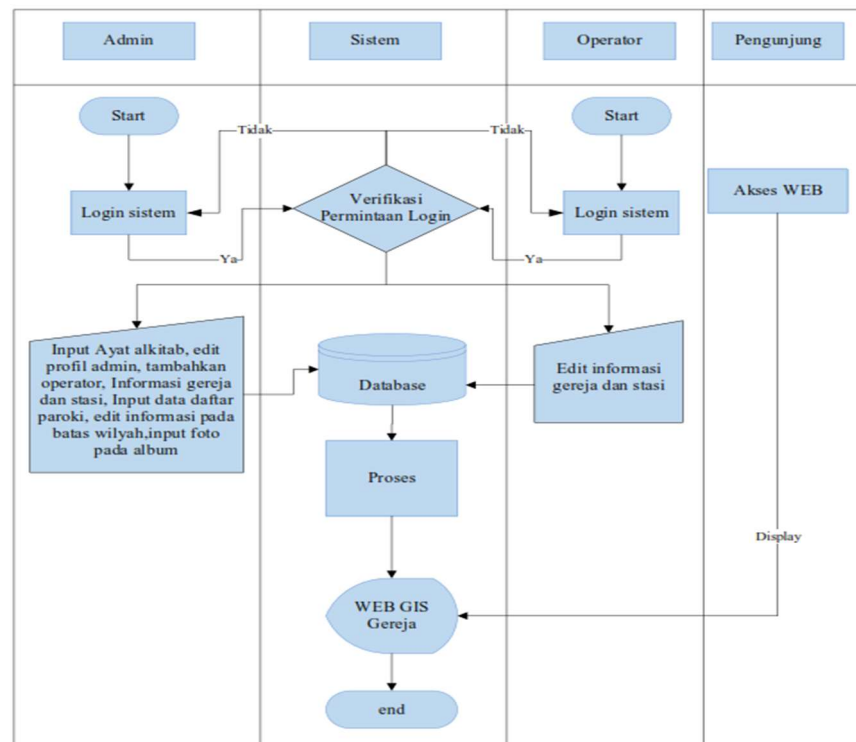 Admin
Sistem
Operator
Pengunjung
Start
Start
Tidak
Tidak
Login sistem
Verifikasi
Permintaan Login
Login sistem
Akses WEB
Ya
Ya
Input Ayat alkitab, edit
profil admin, tambahkan
operator, Informasi gereja
dan stasi, Input data daftar
paroki, edit informasi pada
batas wilyah,input foto
pada album
Database
Edit informasi
gereja dan stasi
Proses
Display
WEB GIS
Gereja
end